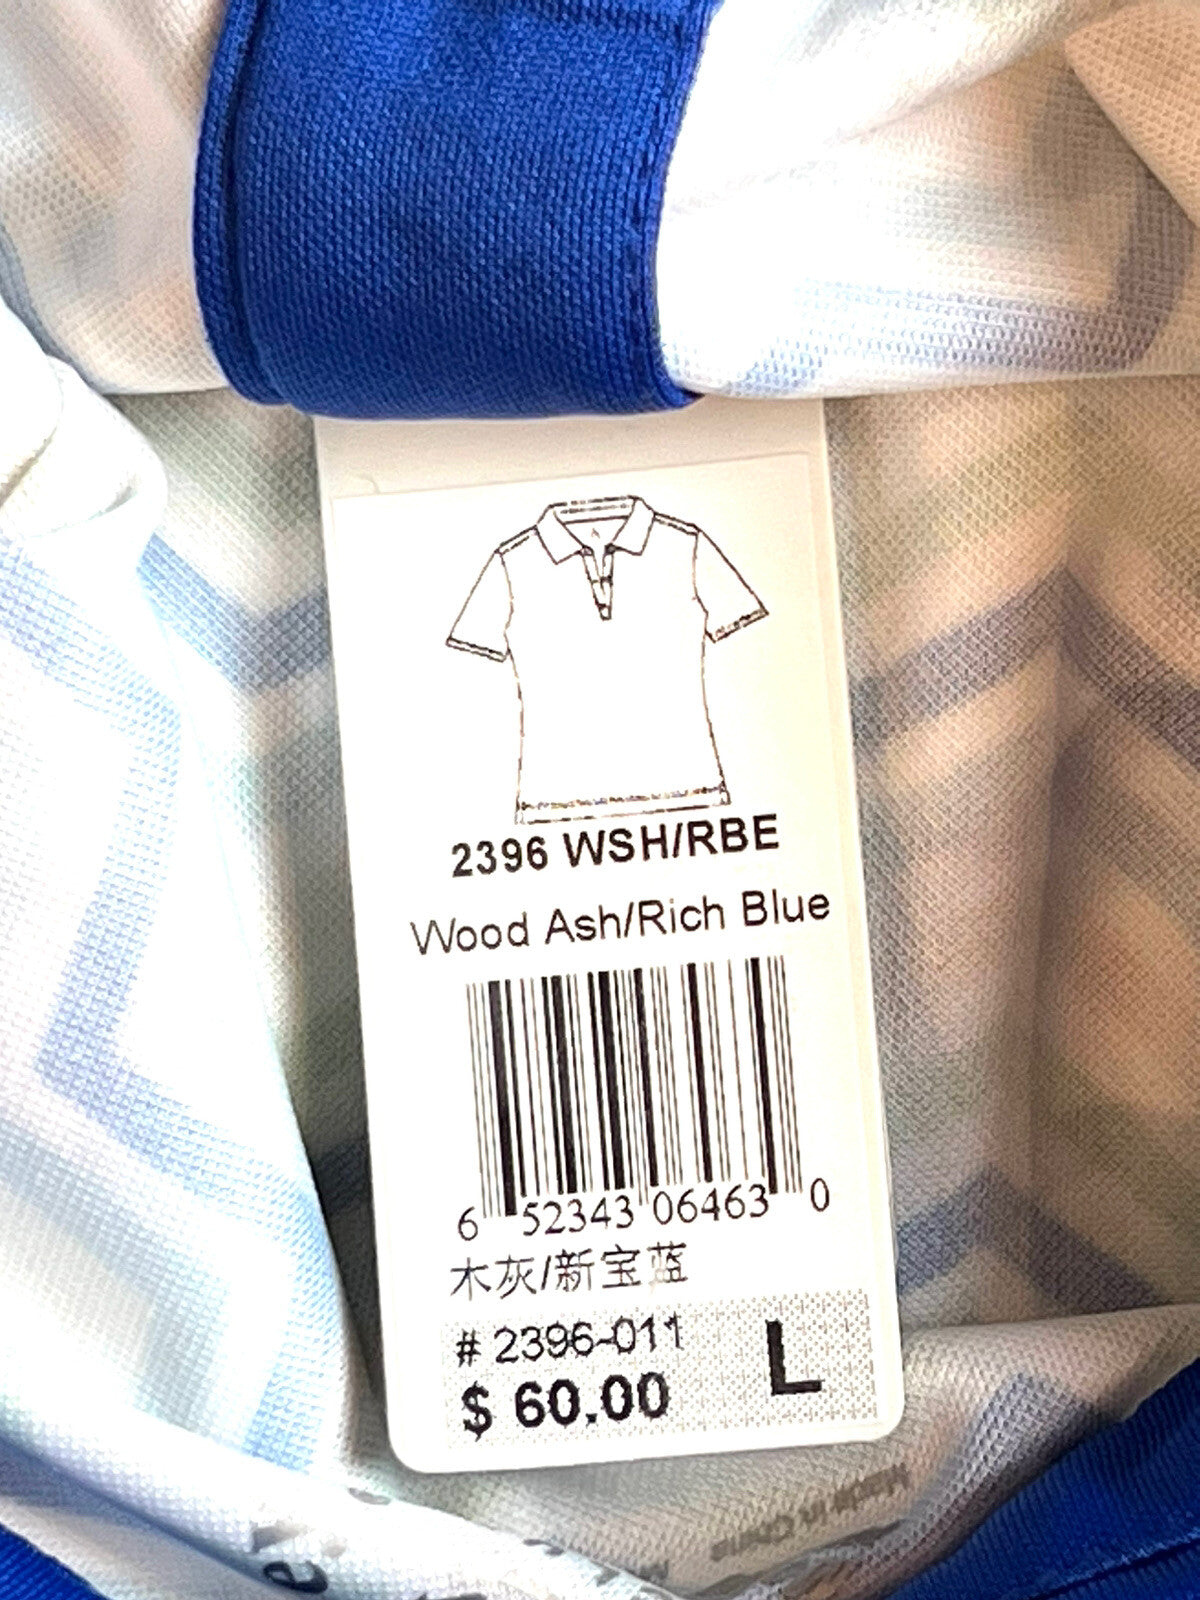 2396 WSH/RBE
Wood Ash/Rich Blue
6 52343 06463 0
木灰/新宝蓝
# 2396-011
$ 60.00
L
Made in China